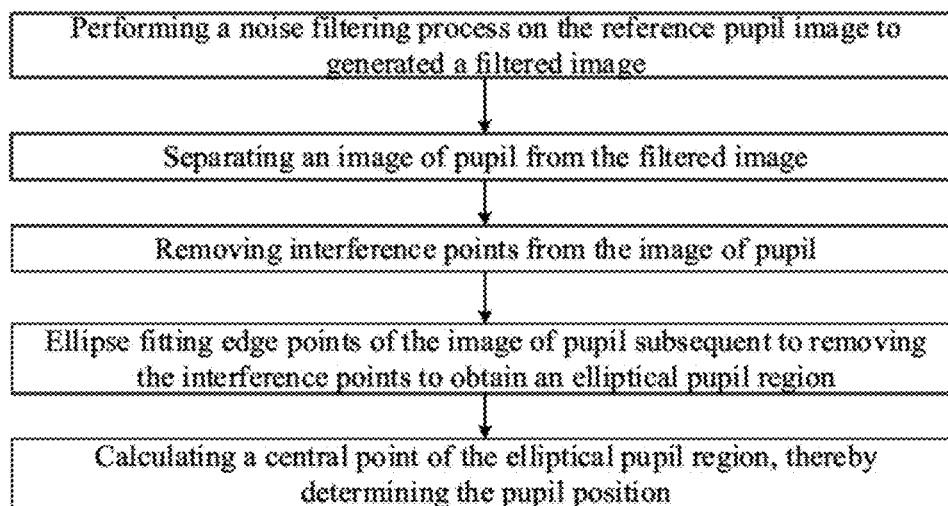 Performing a noise filtering process on the reference pupil image to
generated a filtered image
Separating an image of pupil from the filtered image
Removing interference points from the image of pupil
Ellipse fitting edge points of the image of pupil subsequent to removing
the interference points to obtain an elliptical pupil region
Calculating a central point of the elliptical pupil region, thereby
determining the pupil position